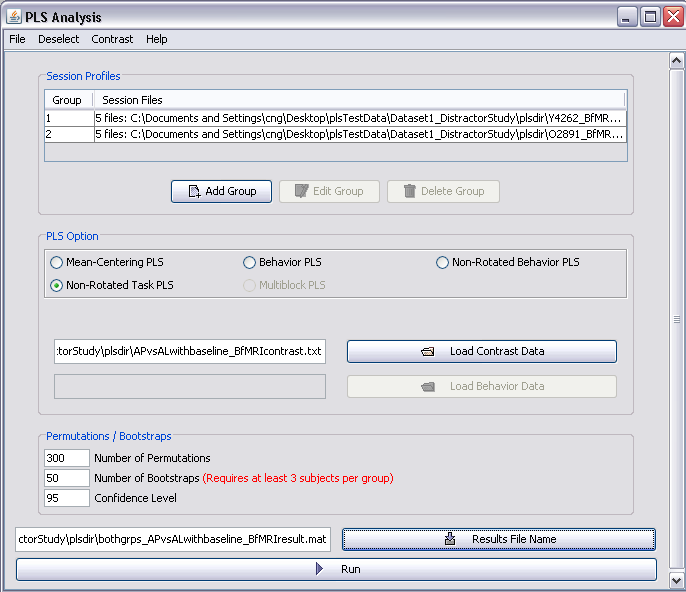 PLS Analysis
File Deselect Contrast Help
Session Profiles
Group Session Files
1 5 files: C:\Documents and Settings\cng\Desktop\plsTestData\Dataset1_DistractorStudy\plsdir\Y4262_BfMR...
2 5 files: C:\Documents and Settings\cng\Desktop\plsTestData\Dataset1_DistractorStudy\plsdir\O2891_BfMR...
Add Group Edit Group Delete Group
PLS Option
Mean-Centering PLS Behavior PLS Non-Rotated Behavior PLS
Non-Rotated Task PLS Multiblock PLS
:torStudy\plsdir\APvsALwithbaseline_BfMRIcontrast.txt Load Contrast Data
Load Behavior Data
Permutations / Bootstraps
300 Number of Permutations
50 Number of Bootstraps (Requires at least 3 subjects per group)
95 Confidence Level
ctorStudy\plsdir\bothgrps_APvsALwithbaseline_BfMRIresult.mat Results File Name
Run